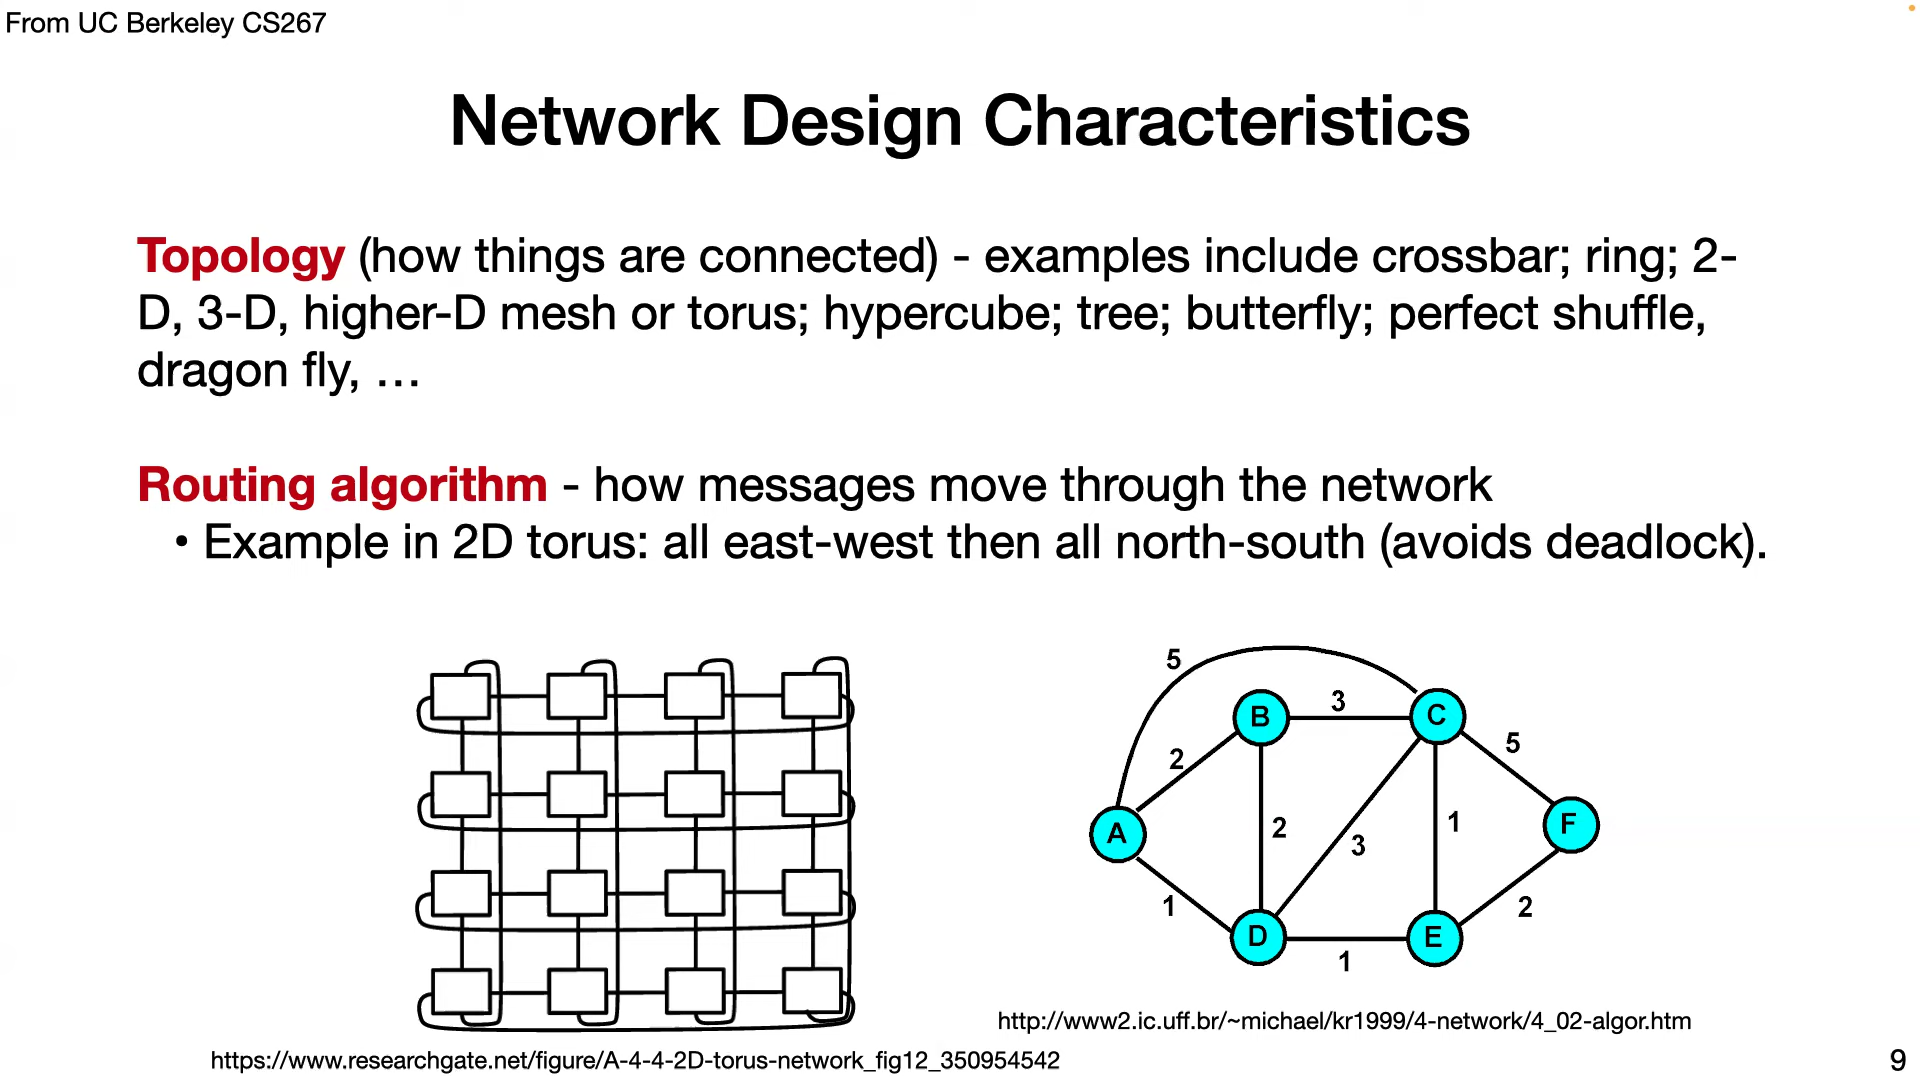 From UC Berkeley CS267
Network Design Characteristics
Topology (how things are connected) - examples include crossbar; ring; 2-
D, 3-D, higher-D mesh or torus; hypercube; tree; butterfly; perfect shuffle,
dragon fly, …
Routing algorithm - how messages move through the network
• Example in 2D torus: all east-west then all north-south (avoids deadlock).
5
B
3
C
5
2
A
2
3
1
F
1
D
1
E
2
http://www2.ic.uff.br/~michael/kr1999/4-network/4_02-algor.htm
https://www.researchgate.net/figure/A-4-4-2D-torus-network_fig12_350954542
9